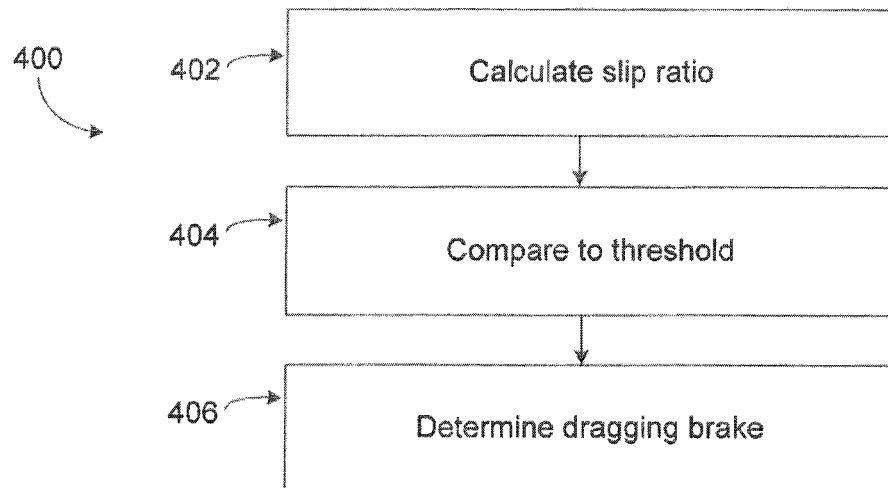 400
402
Calculate slip ratio
404
Compare to threshold
406
Determine dragging brake